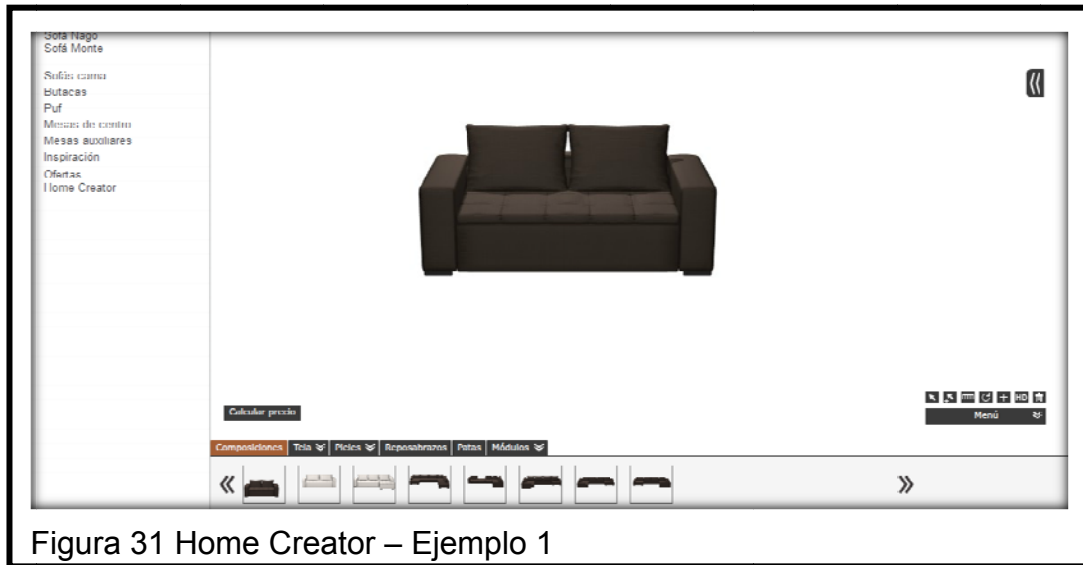 Sofá Nago
Sofá Monte
Sofás cama
Butacas
Puf
Mesas de centro
Mesas auxiliares
Inspiración
Ofertas
Home Creator
Calcular precio
HD
Menú
Composiciones Tela Pieles Reposabrazos Patas Módulos
Figura 31 Home Creator – Ejemplo 1